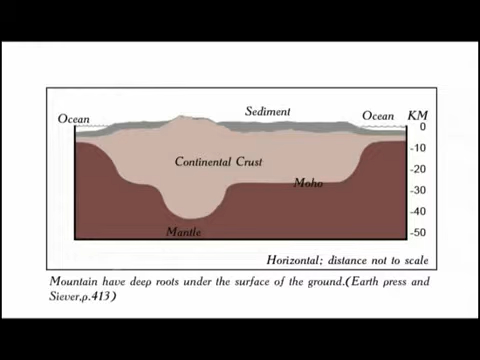 Ocean
Sediment
Ocean KM
0
-10
Continental Crust
-20
Moho
-30
-40
Mantle
-50
Horizontal; distance not to scale
Mountain have deep roots under the surface of the ground.(Earth press and
Siever,p.413)